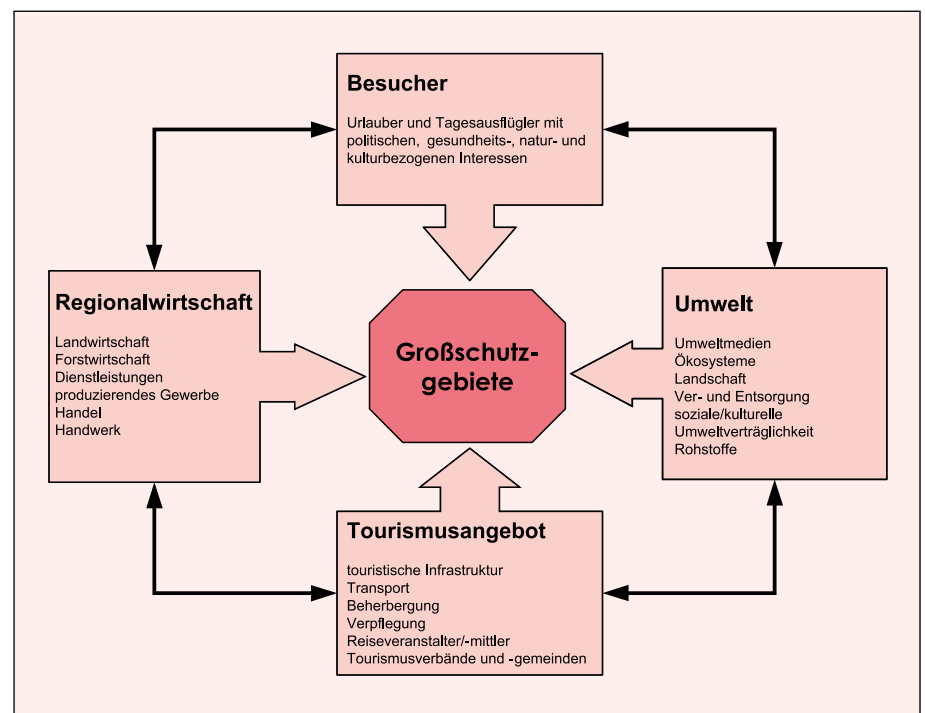 Besucher
Urlauber und Tagesausflügler mit
politischen, gesundheits-, natur- und
kulturbezogenen Interessen
Regionalwirtschaft
Landwirtschaft
Forstwirtschaft
Dienstleistungen
produzierendes Gewerbe
Handel
Handwerk
Großschutz-
gebiete
Umwelt
Umweltmedien
Ökosysteme
Landschaft
Ver- und Entsorgung
soziale/kulturelle
Umweltverträglichkeit
Rohstoffe
Tourismusangebot
touristische Infrastruktur
Transport
Beherbergung
Verpflegung
Reiseveranstalter/-mittler
Tourismusverbände und -gemeinden